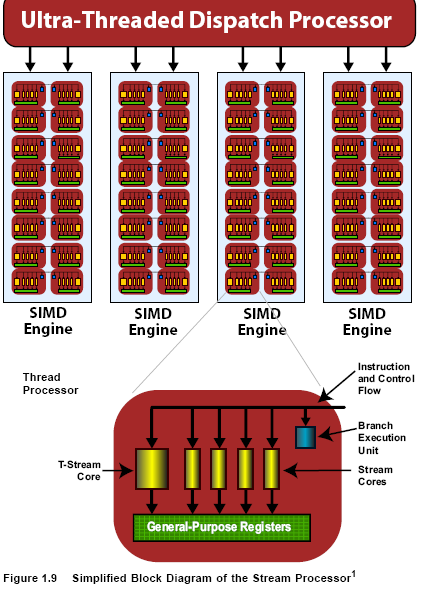 Ultra-Threaded Dispatch Processor
SIMD
Engine
SIMD
Engine
SIMD
Engine
SIMD
Engine
Thread
Processor
Instruction
and Control
Flow
Branch
Execution
Unit
T-Stream
Core
Stream
Cores
General-Purpose Registers
Figure 1.9 Simplified Block Diagram of the Stream Processor1